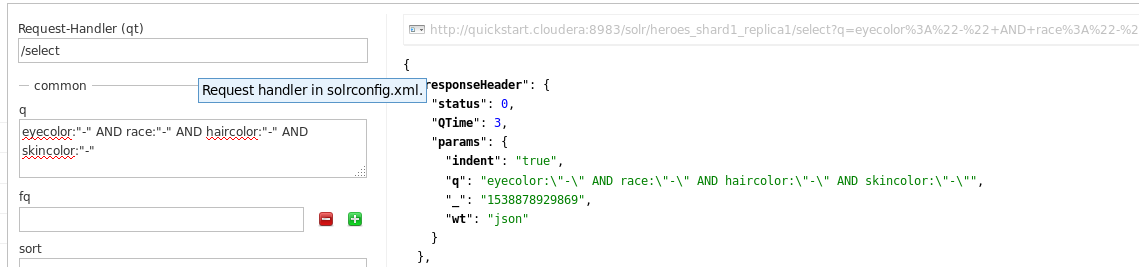 Request-Handler (qt)
/select
common
Request handler in solrconfig.xml.
q
eyecolor:"-" AND race:"-" AND haircolor:"-" AND
skincolor:"-"
fq
sort
http://quickstart.cloudera:8983/solr/heroes_shard1_replica1/select?q=eyecolor%3A%22-%22+AND+race%3A%22-%2
{
responseHeader": {
"status": 0,
"QTime": 3,
"params": {
"indent": "true",
"q": "eyecolor:\"-\" AND race:\"-\" AND haircolor:\"-\" AND skincolor:\"-\"",
"_": "1538878929869",
"wt": "json"
}
},